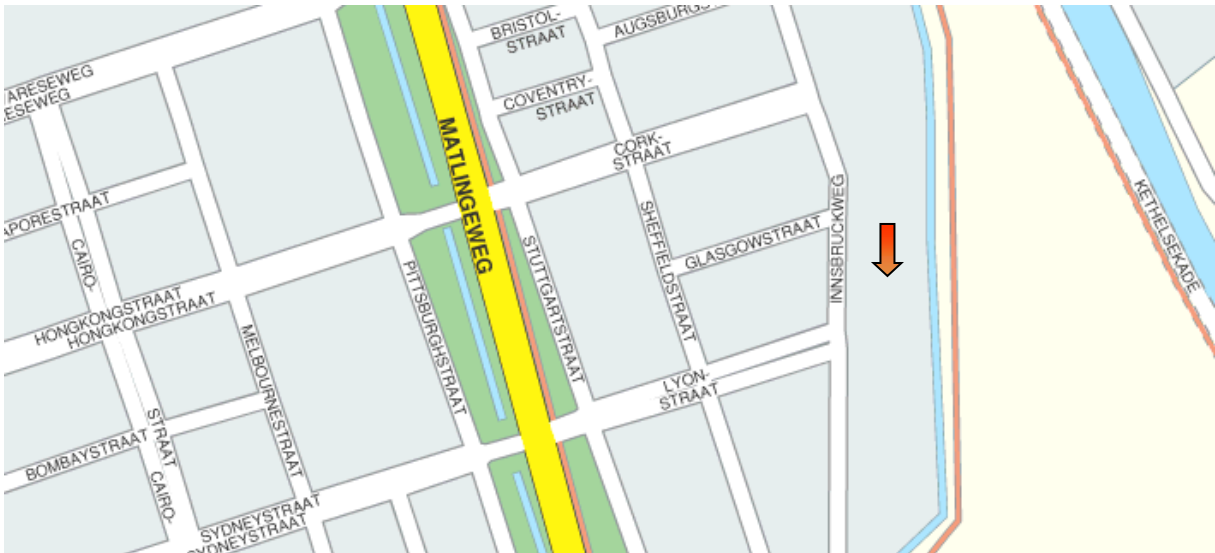 BRISTOL-
STRAAT
AUGSBURGS
ARESEWEG
ESEWEG
COVENTRY-
STRAAT
MATLINGEWEG
CORK-
STRAAT
APORESTRAAT
CAIRO-
STRAAT
CAIRO-
SHEFFIELDSTRAAT
GLASGOWSTRAAT
INNSBRUCKWEG
KETHELSEKADE
STUTTGARTSTRAAT
PITTSBURGHSTRAAT
HONGKONGSTRAAT
HONGKONGSTRAAT
MELBOURNESTRAAT
LYON-
STRAAT
BOMBAYSTRAAT
SYDNEYSTRAAT
SYDNEYSTRAAT